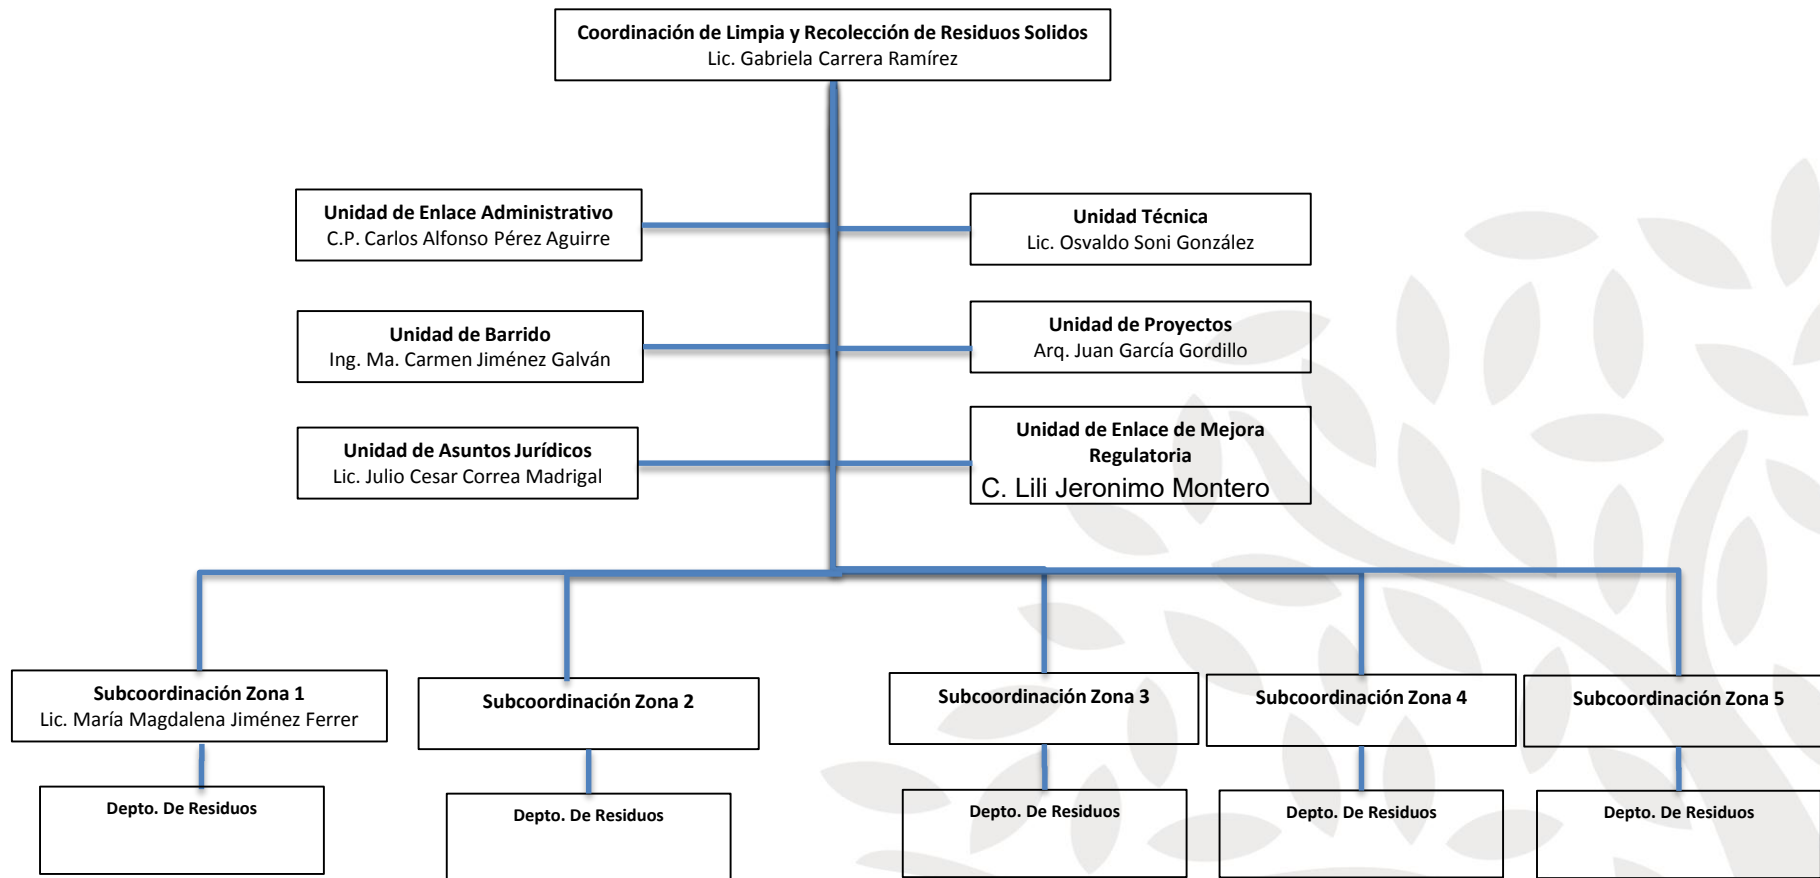 Coordinación de Limpia y Recolección de Residuos Solidos
Lic. Gabriela Carrera Ramírez
Unidad de Enlace Administrativo
C.P. Carlos Alfonso Pérez Aguirre
Unidad Técnica
Lic. Osvaldo Soni González
Unidad de Barrido
Ing. Ma. Carmen Jiménez Galván
Unidad de Proyectos
Arq. Juan García Gordillo
Unidad de Asuntos Jurídicos
Lic. Julio Cesar Correa Madrigal
Unidad de Enlace de Mejora
Regulatoria
C. Lili Jeronimo Montero
Subcoordinación Zona 1
Lic. María Magdalena Jiménez Ferrer
Subcoordinación Zona 2
Subcoordinación Zona 3
Subcoordinación Zona 4
Subcoordinación Zona 5
Depto. De Residuos
Depto. De Residuos
Depto. De Residuos
Depto. De Residuos
Depto. De Residuos